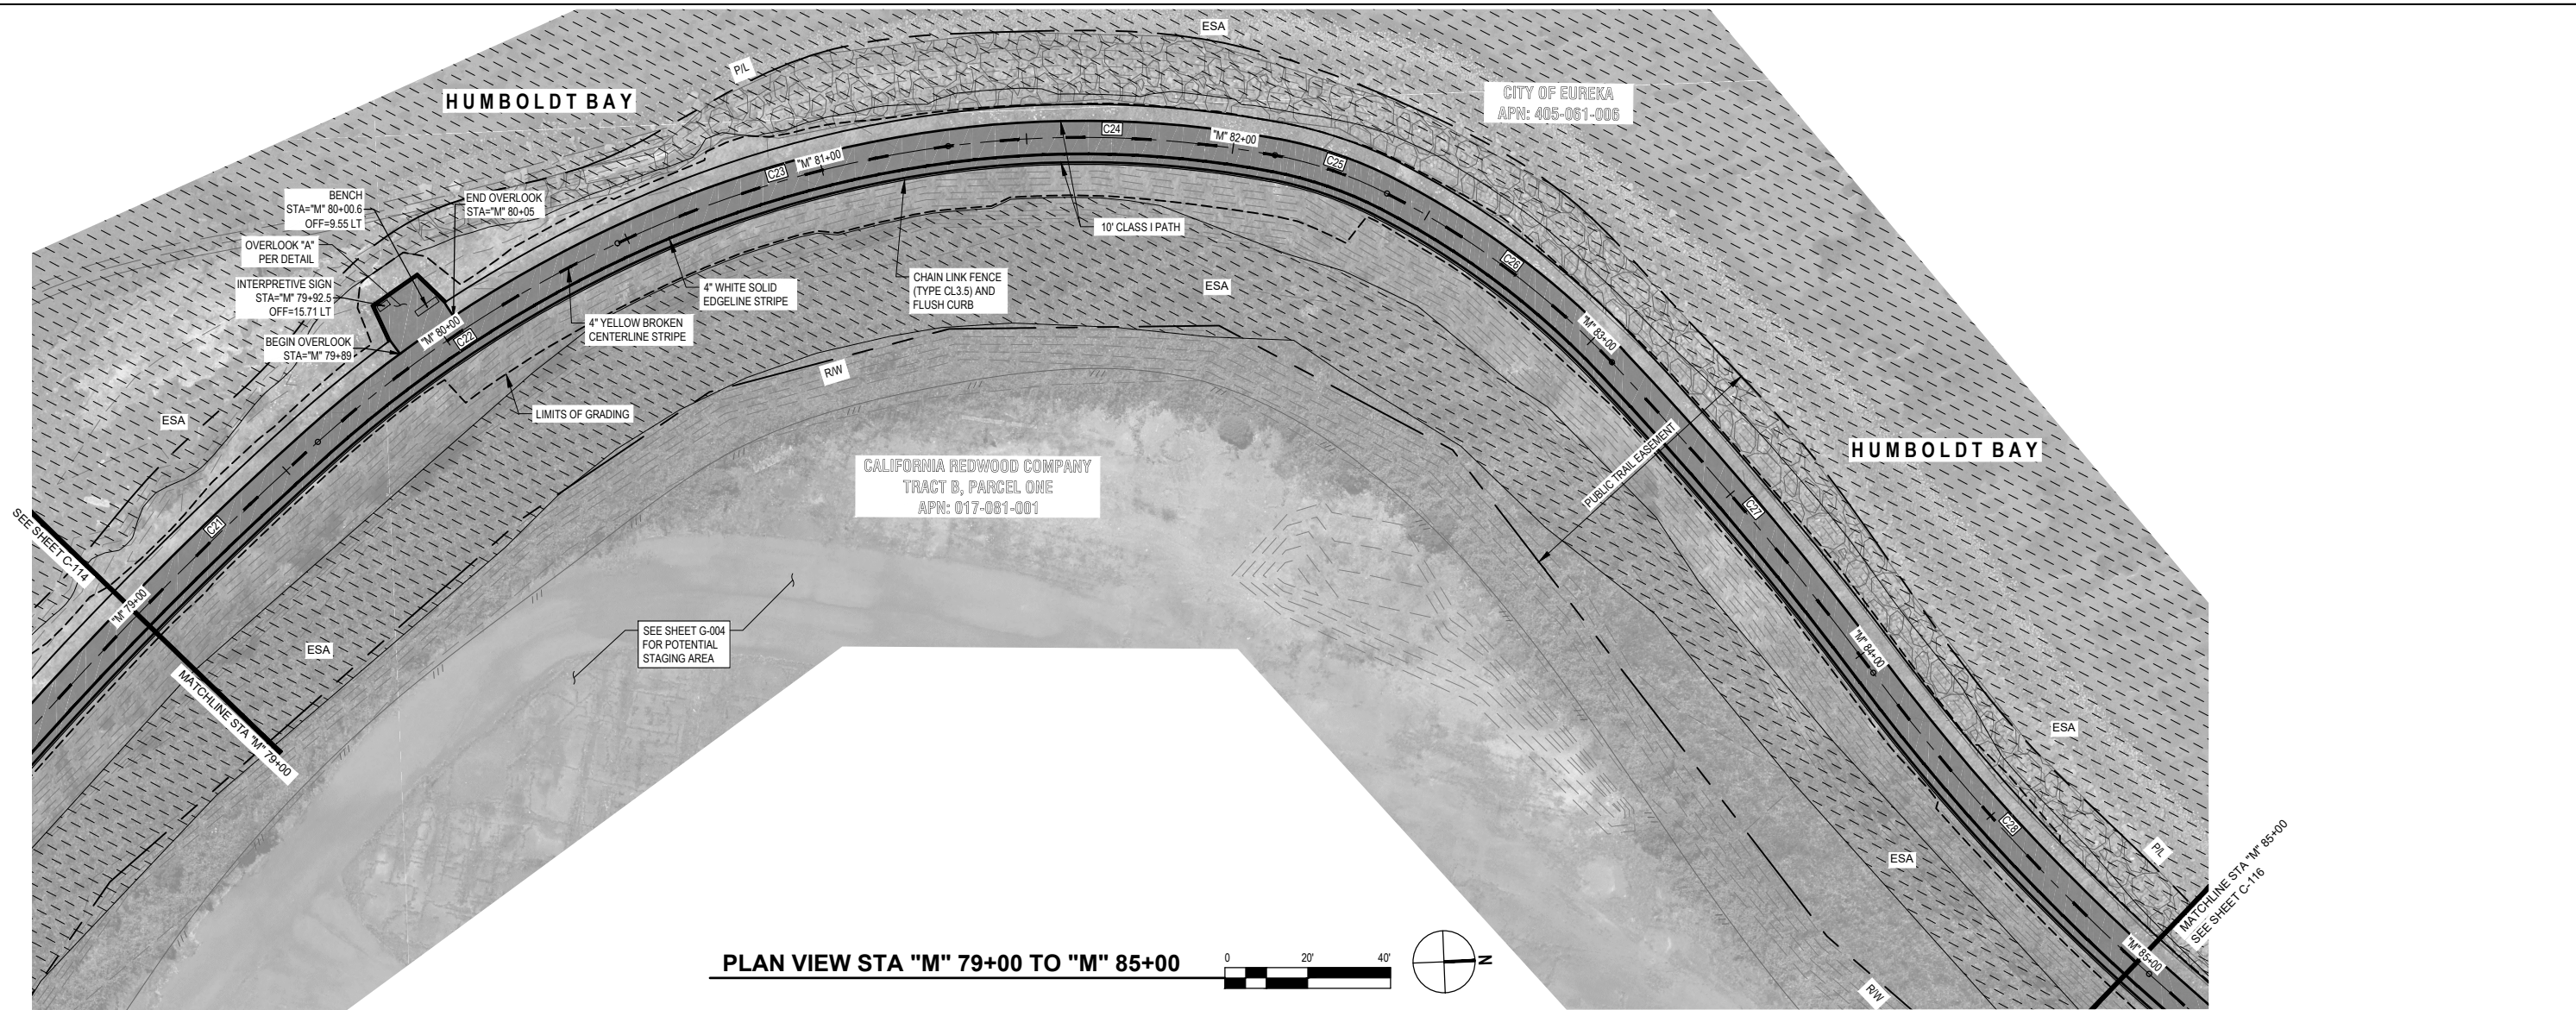 ESA
P/L
HUMBOLDT BAY
CITY OF EUREKA
APN: 405-061-006
C24
"M" 82+00
"M" 81+00
C23
C25
BENCH
STA="M" 80+00.6
OFF=9.55 LT
END OVERLOOK
STA="M" 80+05
OVERLOOK "A"
PER DETAIL
INTERPRETIVE SIGN
STA="M" 79+92.5
OFF=15.71 LT
BEGIN OVERLOOK
STA="M" 79+89
"M" 80+00
C22
10' CLASS I PATH
CHAIN LINK FENCE
(TYPE CL3.5) AND
FLUSH CURB
4" WHITE SOLID
EDGELINE STRIPE
4" YELLOW BROKEN
CENTERLINE STRIPE
ESA
C26
"M" 83+00
R/W
LIMITS OF GRADING
ESA
HUMBOLDT BAY
PUBLIC TRAIL EASEMENT
CALIFORNIA REDWOOD COMPANY
TRACT B, PARCEL ONE
APN: 017-081-001
C27
C21
SEE SHEET C-114
"M" 79+00
MATCHLINE STA "M" 79+00
ESA
SEE SHEET G-004
FOR POTENTIAL
STAGING AREA
"M" 84+00
ESA
C28
ESA
P/L
MATCHLINE STA "M" 85+00
SEE SHEET C-116
"M" 85+00
R/W
PLAN VIEW STA "M" 79+00 TO "M" 85+00
0 20' 40'
N